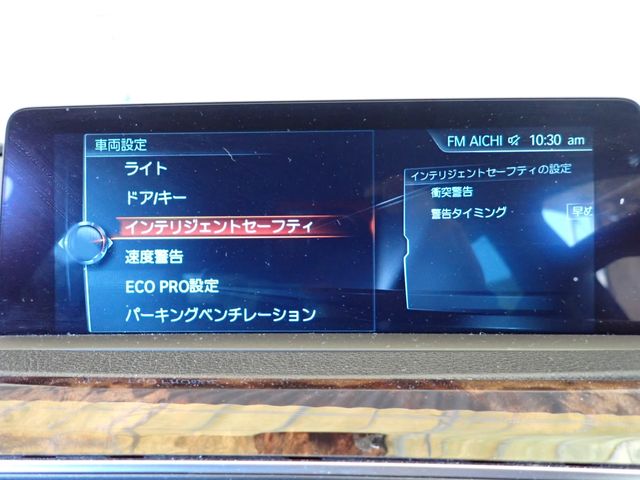 車両設定
FM AICHI 10:30 am
ライト
ドア/キー
インテリジェントセーフティ
速度警告
ECO PRO設定
パーキングベンチレーション
インテリジェントセーフティの設定
衝突警告
警告タイミング 早め